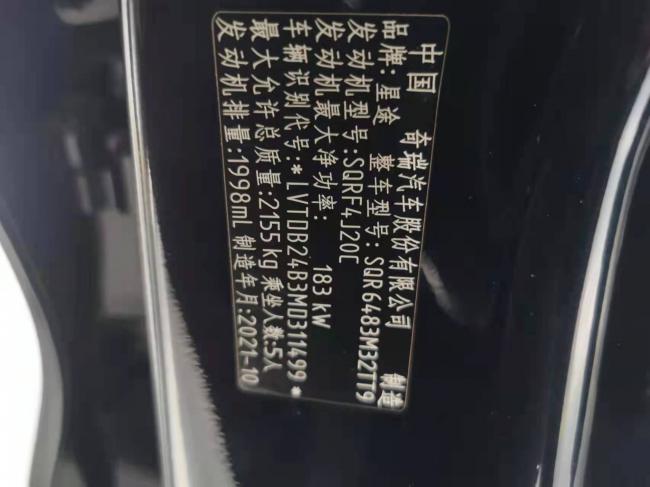 中国 奇瑞汽车股份有限公司 制造
品牌:星途 整车型号:SQR6483M32TT9
发动机型号:SQRF4J20C
发动机最大净功率: 183 kW
车辆识别代号:*LVTDB24B3MD311499*
最大允许总质量:2155 kg 乘坐人数:5人
发动机排量:1998mL 制造年月:2021-10